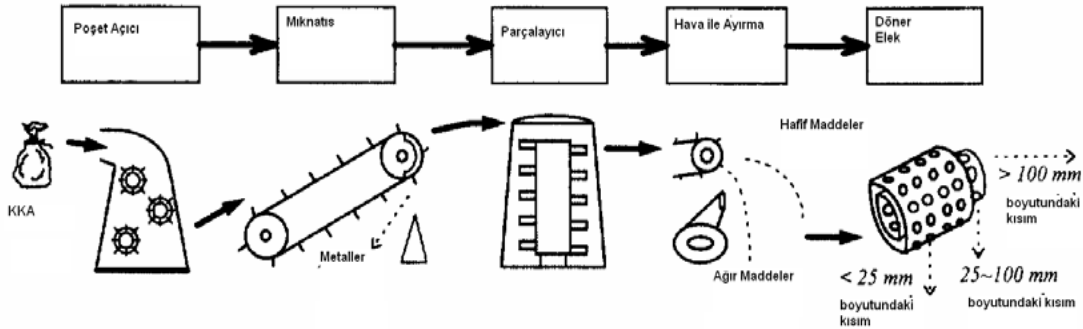 Poşet Açıcı
Mıknatıs
Parçalayıcı
Hava ile Ayırma
Döner
Elek
KKA
Metaller
Hafif Maddeler
Ağır Maddeler
> 100 mm
boyutundaki
kısım
< 25 mm
boyutundaki
kısım
25~100 mm
boyutundaki kısım